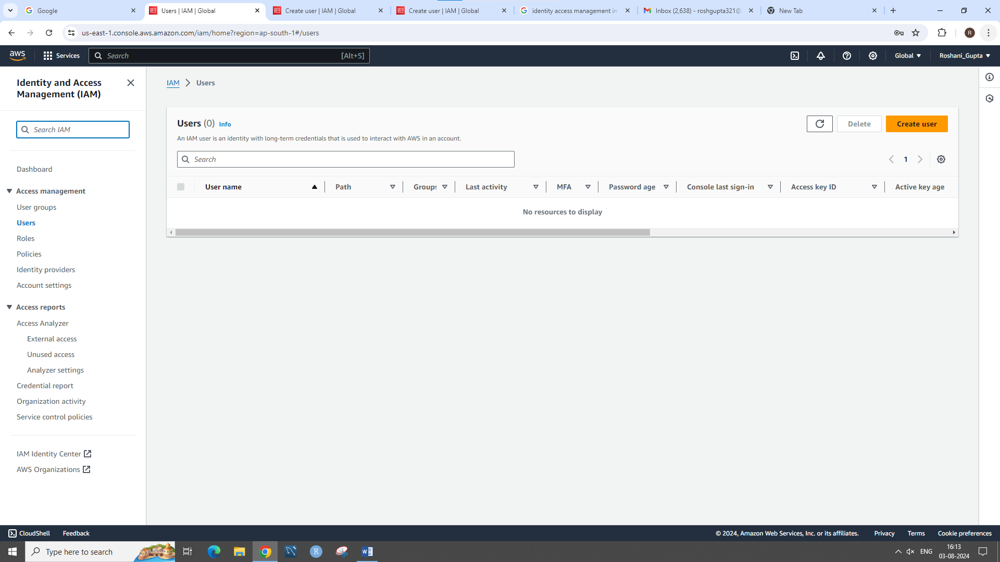 Google
Users | IAM | Global
Create user | IAM | Global
Create user | IAM | Global
identity access management in
Inbox (2,638) - roshgupta321@
New Tab
us-east-1.console.aws.amazon.com/iam/home?region=ap-south-1#/users
R
aws
Services
Search
[Alt+S]
Global
Roshani_Gupta
Identity and Access
Management (IAM)
Search IAM
Dashboard
Access management
User groups
Users
Roles
Policies
Identity providers
Account settings
Access reports
Access Analyzer
External access
Unused access
Analyzer settings
Credential report
Organization activity
Service control policies
IAM Identity Center
AWS Organizations
IAM
Users
Users (0) Info
Delete
Create user
An IAM user is an identity with long-term credentials that is used to interact with AWS in an account.
Search
1
User name
Path
Groups
Last activity
MFA
Password age
Console last sign-in
Access key ID
Active key age
No resources to display
CloudShell
Feedback
© 2024, Amazon Web Services, Inc. or its affiliates.
Privacy
Terms
Cookie preferences
Type here to search
R
W
ENG
16:13
03-08-2024